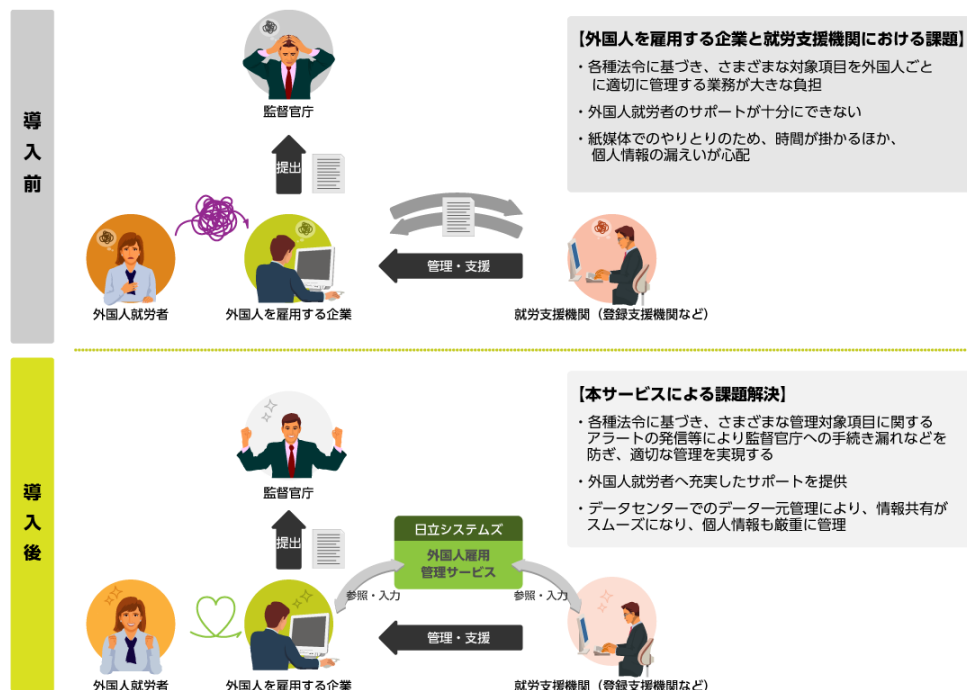 導入前
監督官庁
提出
外国人就労者
外国人を雇用する企業
管理・支援
就労支援機関（登録支援機関など）
【外国人を雇用する企業と就労支援機関における課題】
・各種法令に基づき、さまざまな対象項目を外国人ごと
に適切に管理する業務が大きな負担
・外国人就労者のサポートが十分にできない
・紙媒体でのやりとりのため、時間が掛かるほか、
個人情報の漏えいが心配
導入後
監督官庁
提出
日立システムズ
外国人雇用
管理サービス
参照・入力
参照・入力
管理・支援
外国人就労者
外国人を雇用する企業
就労支援機関（登録支援機関など）
【本サービスによる課題解決】
・各種法令に基づき、さまざまな管理対象項目に関する
アラートの発信等により監督官庁への手続き漏れなどを
防ぎ、適切な管理を実現する
・外国人就労者へ充実したサポートを提供
・データセンターでのデータ一元管理により、情報共有が
スムーズになり、個人情報も厳重に管理